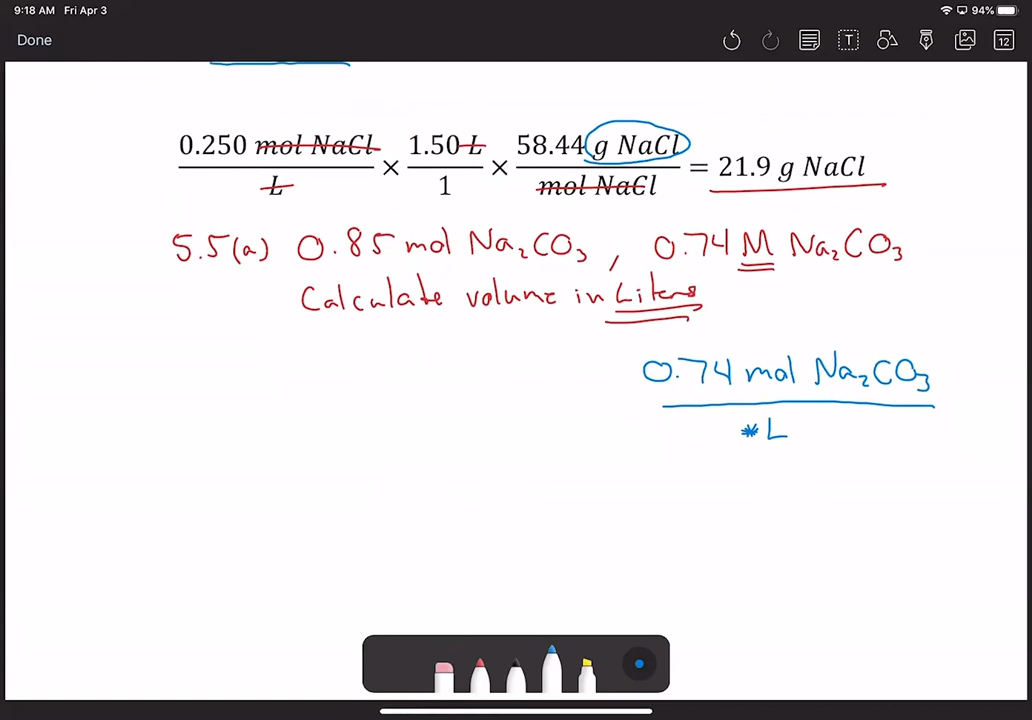 9:18 AM Fri Apr 3 94%
Done T 12
0.250 mol NaCl / L × 1.50 L / 1 × 58.44 g NaCl / mol NaCl = 21.9 g NaCl
5.5(a) 0.85 mol Na₂CO₃ , 0.74 M Na₂CO₃
Calculate volume in Liters
0.74 mol Na₂CO₃
* L